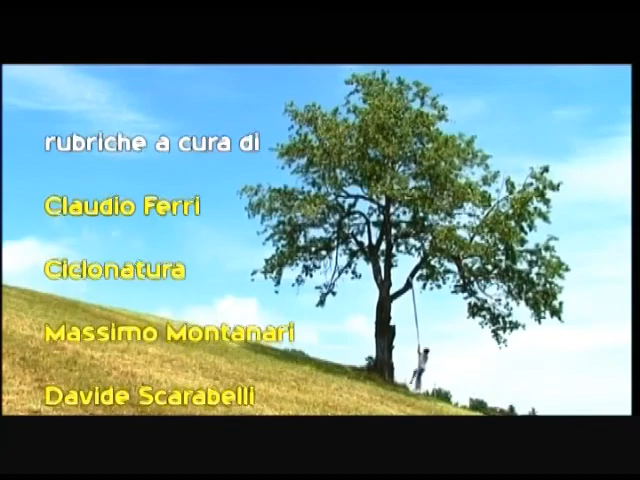 rubriche a cura di
Claudio Ferri
Ciclonatura
Massimo Montanari
Davide Scarabelli